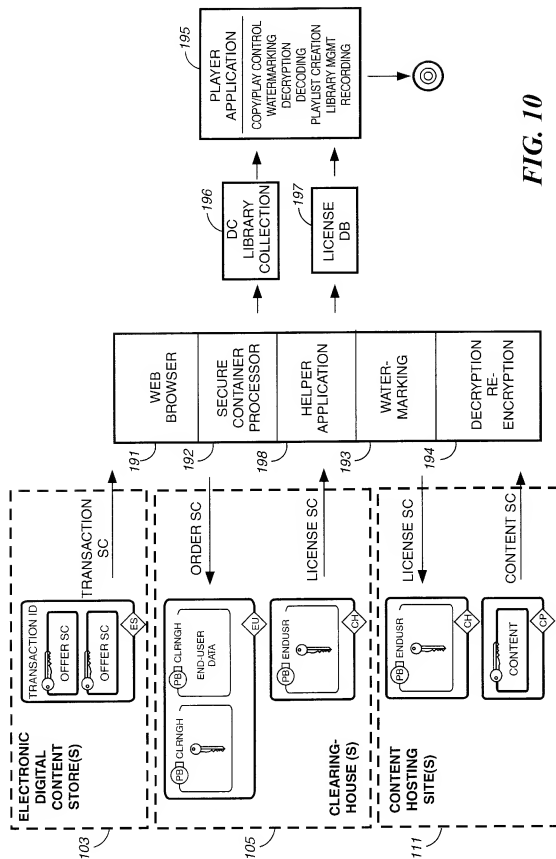 ELECTRONIC
DIGITAL
CONTENT
STORE(S)
103
TRANSACTION ID
OFFER SC
OFFER SC
ES
TRANSACTION
SC
105
CLEARING-
HOUSE (S)
PB CLRNGH
PB CLRNGH
END-USER
DATA
EU
ORDER SC
PB ENDUSR
CH
LICENSE SC
CONTENT
HOSTING
SITE(S)
111
PB ENDUSR
CH
LICENSE SC
CONTENT
CP
CONTENT SC
191
WEB
BROWSER
192
SECURE
CONTAINER
PROCESSOR
198
HELPER
APPLICATION
193
WATER-
MARKING
194
DECRYPTION
RE-
ENCRYPTION
196
DC
LIBRARY
COLLECTION
197
LICENSE
DB
195
PLAYER
APPLICATION
COPY/PLAY CONTROL
WATERMARKING
DECRYPTION
DECODING
PLAYLIST CREATION
LIBRARY MGMT
RECORDING
FIG. 10